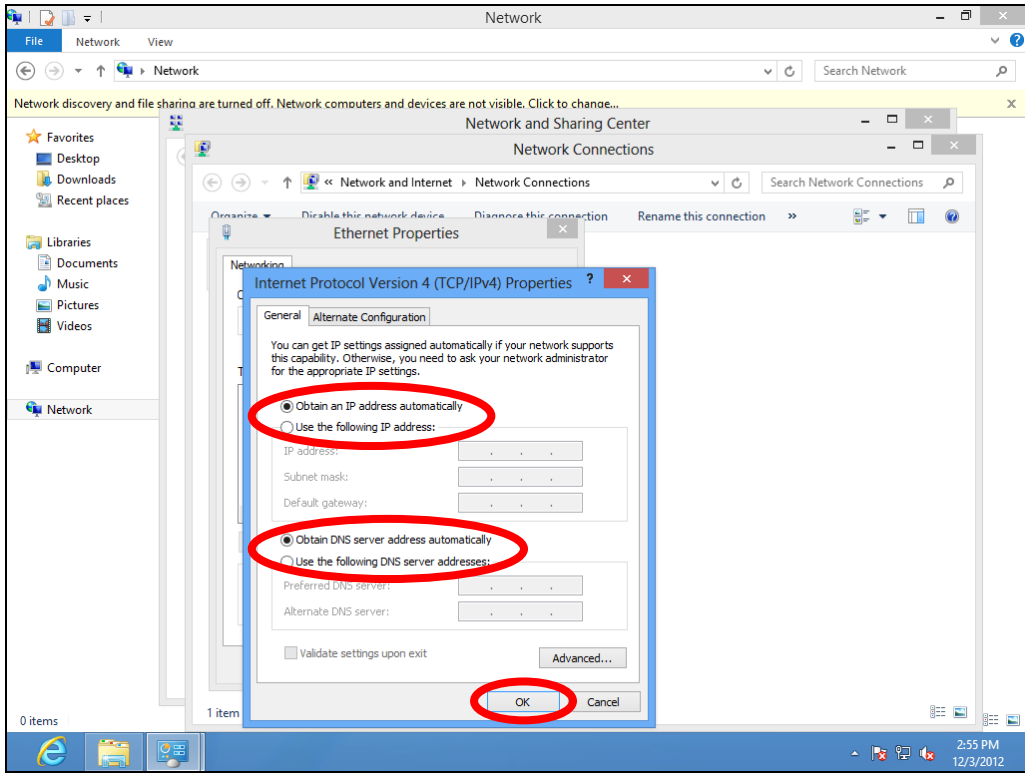 Network
File Network View
Network
Search Network
Network discovery and file sharing are turned off. Network computers and devices are not visible. Click to change...
x
Favorites
Desktop
Downloads
Recent places
Libraries
Documents
Music
Pictures
Videos
Computer
Network
0 items
Network and Sharing Center
Network Connections
« Network and Internet Network Connections
Search Network Connections
Organize Disable this network device Diagnose this connection Rename this connection »
1 item
Ethernet Properties
Networking
Internet Protocol Version 4 (TCP/IPv4) Properties ?
General Alternate Configuration
You can get IP settings assigned automatically if your network supports
this capability. Otherwise, you need to ask your network administrator
for the appropriate IP settings.
Obtain an IP address automatically
Use the following IP address:
IP address: . . .
Subnet mask: . . .
Default gateway: . . .
Obtain DNS server address automatically
Use the following DNS server addresses:
Preferred DNS server: . . .
Alternate DNS server: . . .
Validate settings upon exit
Advanced...
OK Cancel
2:55 PM
12/3/2012